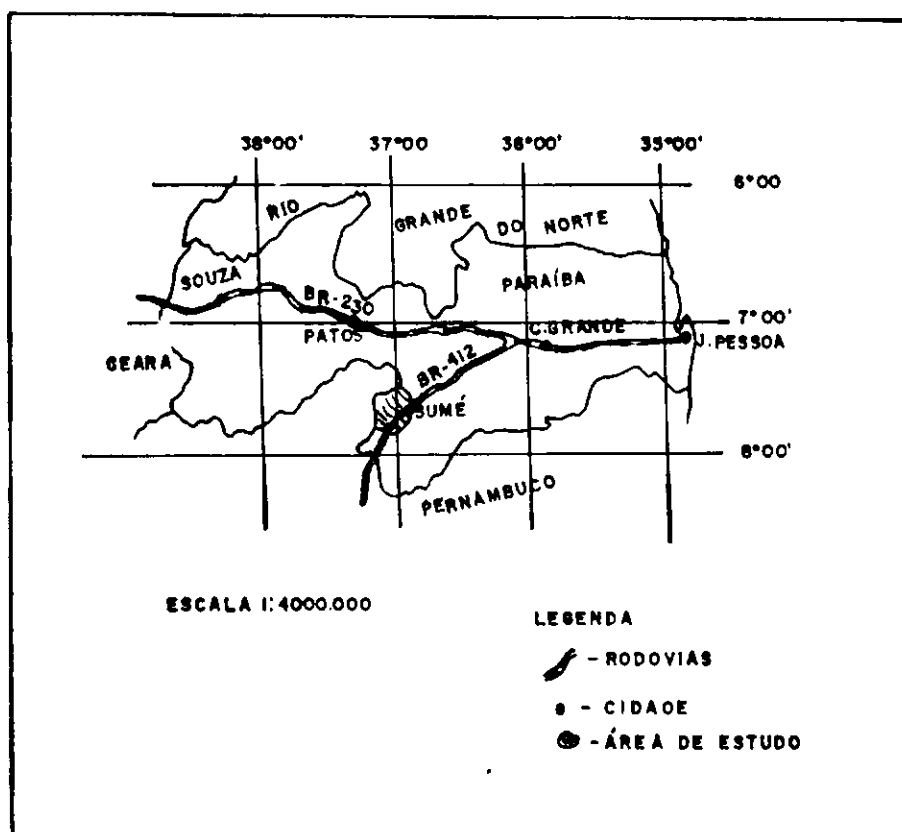 38°00' 37°00 36°00' 35°00'
6°00
RIO GRANDE DO NORTE
SOUZA
PARAÍBA
BR-230
7°00'
PATOS
C.GRANDE
J. PESSOA
CEARA
BR-412
SUMÉ
8°00'
PERNAMBUCO
ESCALA 1:4000.000
LEGENDA
- RODOVIAS
- CIDADE
- ÁREA DE ESTUDO